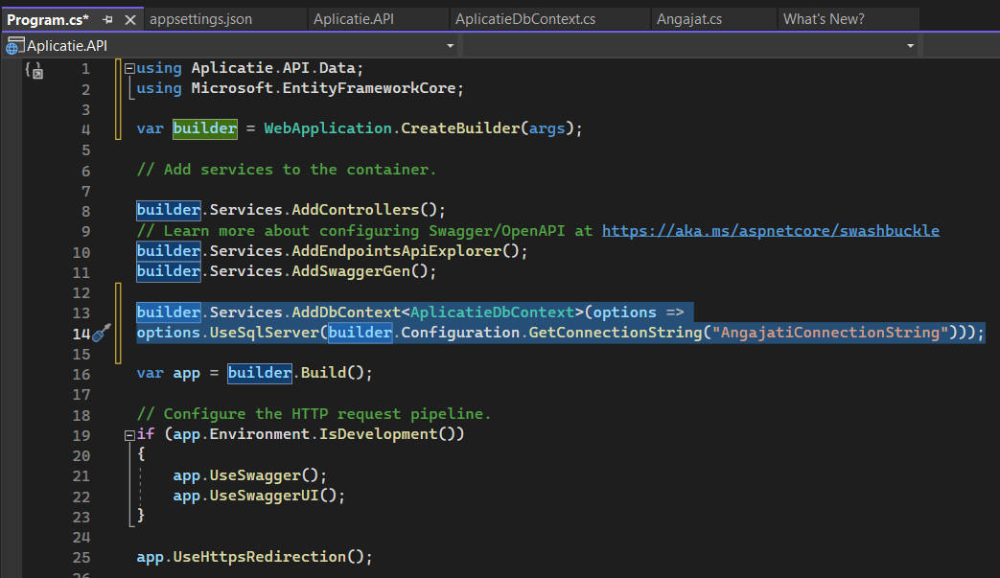 Program.cs* appsettings.json Aplicatie.API AplicatieDbContext.cs Angajat.cs What's New?
Aplicatie.API
1 using Aplicatie.API.Data;
2 using Microsoft.EntityFrameworkCore;
3
4 var builder = WebApplication.CreateBuilder(args);
5
6 // Add services to the container.
7
8 builder.Services.AddControllers();
9 // Learn more about configuring Swagger/OpenAPI at https://aka.ms/aspnetcore/swashbuckle
10 builder.Services.AddEndpointsApiExplorer();
11 builder.Services.AddSwaggerGen();
12
13 builder.Services.AddDbContext<AplicatieDbContext>(options =>
14 options.UseSqlServer(builder.Configuration.GetConnectionString("AngajatiConnectionString")));
15
16 var app = builder.Build();
17
18 // Configure the HTTP request pipeline.
19 if (app.Environment.IsDevelopment())
20 {
21 app.UseSwagger();
22 app.UseSwaggerUI();
23 }
24
25 app.UseHttpsRedirection();
26